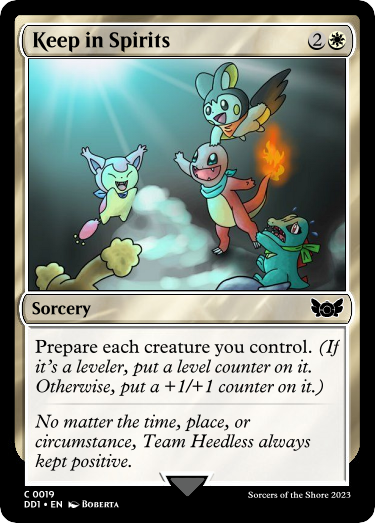 Keep in Spirits 2
Sorcery
Prepare each creature you control. (If
it's a leveler, put a level counter on it.
Otherwise, put a +1/+1 counter on it.)
No matter the time, place, or
circumstance, Team Heedless always
kept positive.
C 0019
DD1 • EN Boberta
Sorcers of the Shore 2023